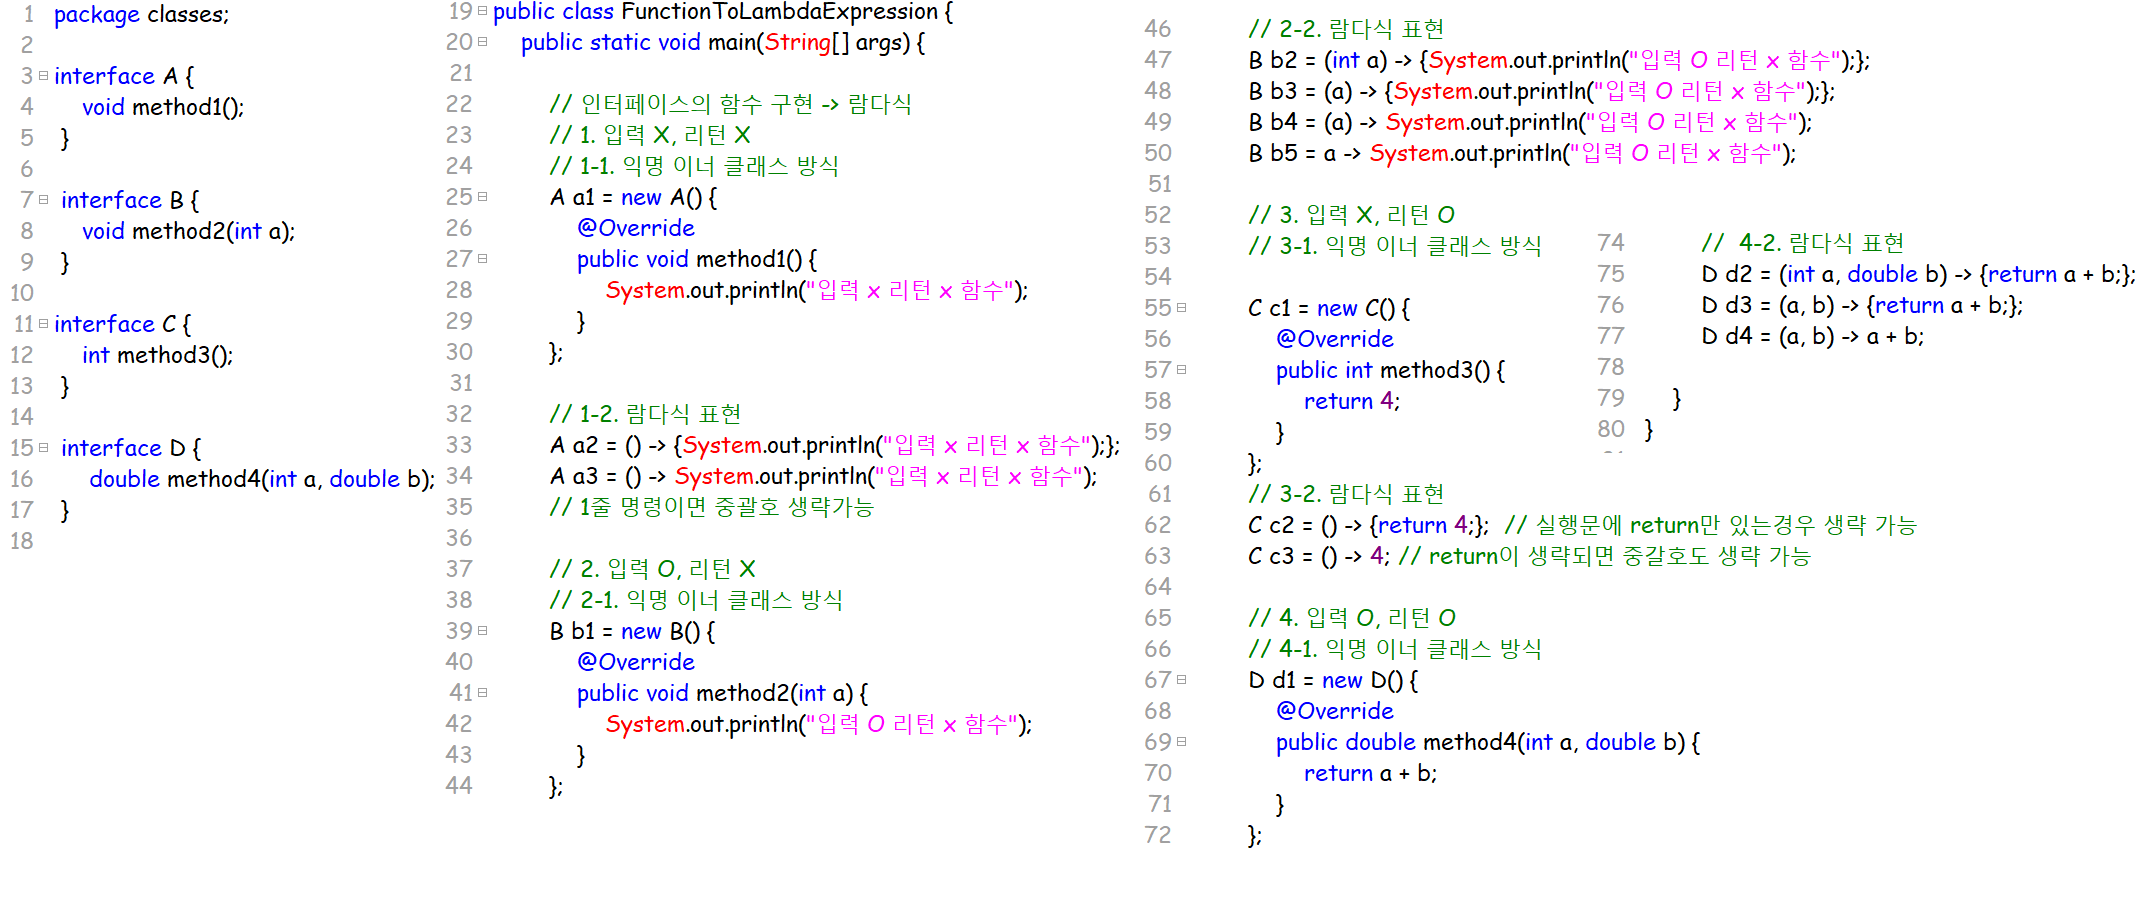 1 package classes;
2
3 interface A {
4 void method1();
5 }
6
7 interface B {
8 void method2(int a);
9 }
10
11 interface C {
12 int method3();
13 }
14
15 interface D {
16 double method4(int a, double b);
17 }
18
19 public class FunctionToLambdaExpression {
20 public static void main(String[] args) {
21
22 // 인터페이스의 함수 구현 -> 람다식
23 // 1. 입력 X, 리턴 X
24 // 1-1. 익명 이너 클래스 방식
25 A a1 = new A() {
26 @Override
27 public void method1() {
28 System.out.println("입력 x 리턴 x 함수");
29 }
30 };
31
32 // 1-2. 람다식 표현
33 A a2 = () -> {System.out.println("입력 x 리턴 x 함수");};
34 A a3 = () -> System.out.println("입력 x 리턴 x 함수");
35 // 1줄 명령이면 중괄호 생략가능
36
37 // 2. 입력 O, 리턴 X
38 // 2-1. 익명 이너 클래스 방식
39 B b1 = new B() {
40 @Override
41 public void method2(int a) {
42 System.out.println("입력 O 리턴 x 함수");
43 }
44 };
46 // 2-2. 람다식 표현
47 B b2 = (int a) -> {System.out.println("입력 O 리턴 x 함수");};
48 B b3 = (a) -> {System.out.println("입력 O 리턴 x 함수");};
49 B b4 = (a) -> System.out.println("입력 O 리턴 x 함수");
50 B b5 = a -> System.out.println("입력 O 리턴 x 함수");
51
52 // 3. 입력 X, 리턴 O
53 // 3-1. 익명 이너 클래스 방식
54
55 C c1 = new C() {
56 @Override
57 public int method3() {
58 return 4;
59 }
60 };
61 // 3-2. 람다식 표현
62 C c2 = () -> {return 4;}; // 실행문에 return만 있는경우 생략 가능
63 C c3 = () -> 4; // return이 생략되면 중갈호도 생략 가능
64
65 // 4. 입력 O, 리턴 O
66 // 4-1. 익명 이너 클래스 방식
67 D d1 = new D() {
68 @Override
69 public double method4(int a, double b) {
70 return a + b;
71 }
72 };
74 // 4-2. 람다식 표현
75 D d2 = (int a, double b) -> {return a + b;};
76 D d3 = (a, b) -> {return a + b;};
77 D d4 = (a, b) -> a + b;
78
79 }
80 }